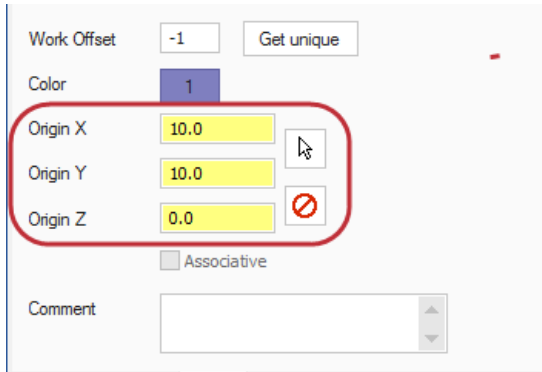 Work Offset -1 Get unique
Color 1
Origin X 10.0
Origin Y 10.0
Origin Z 0.0
Associative
Comment